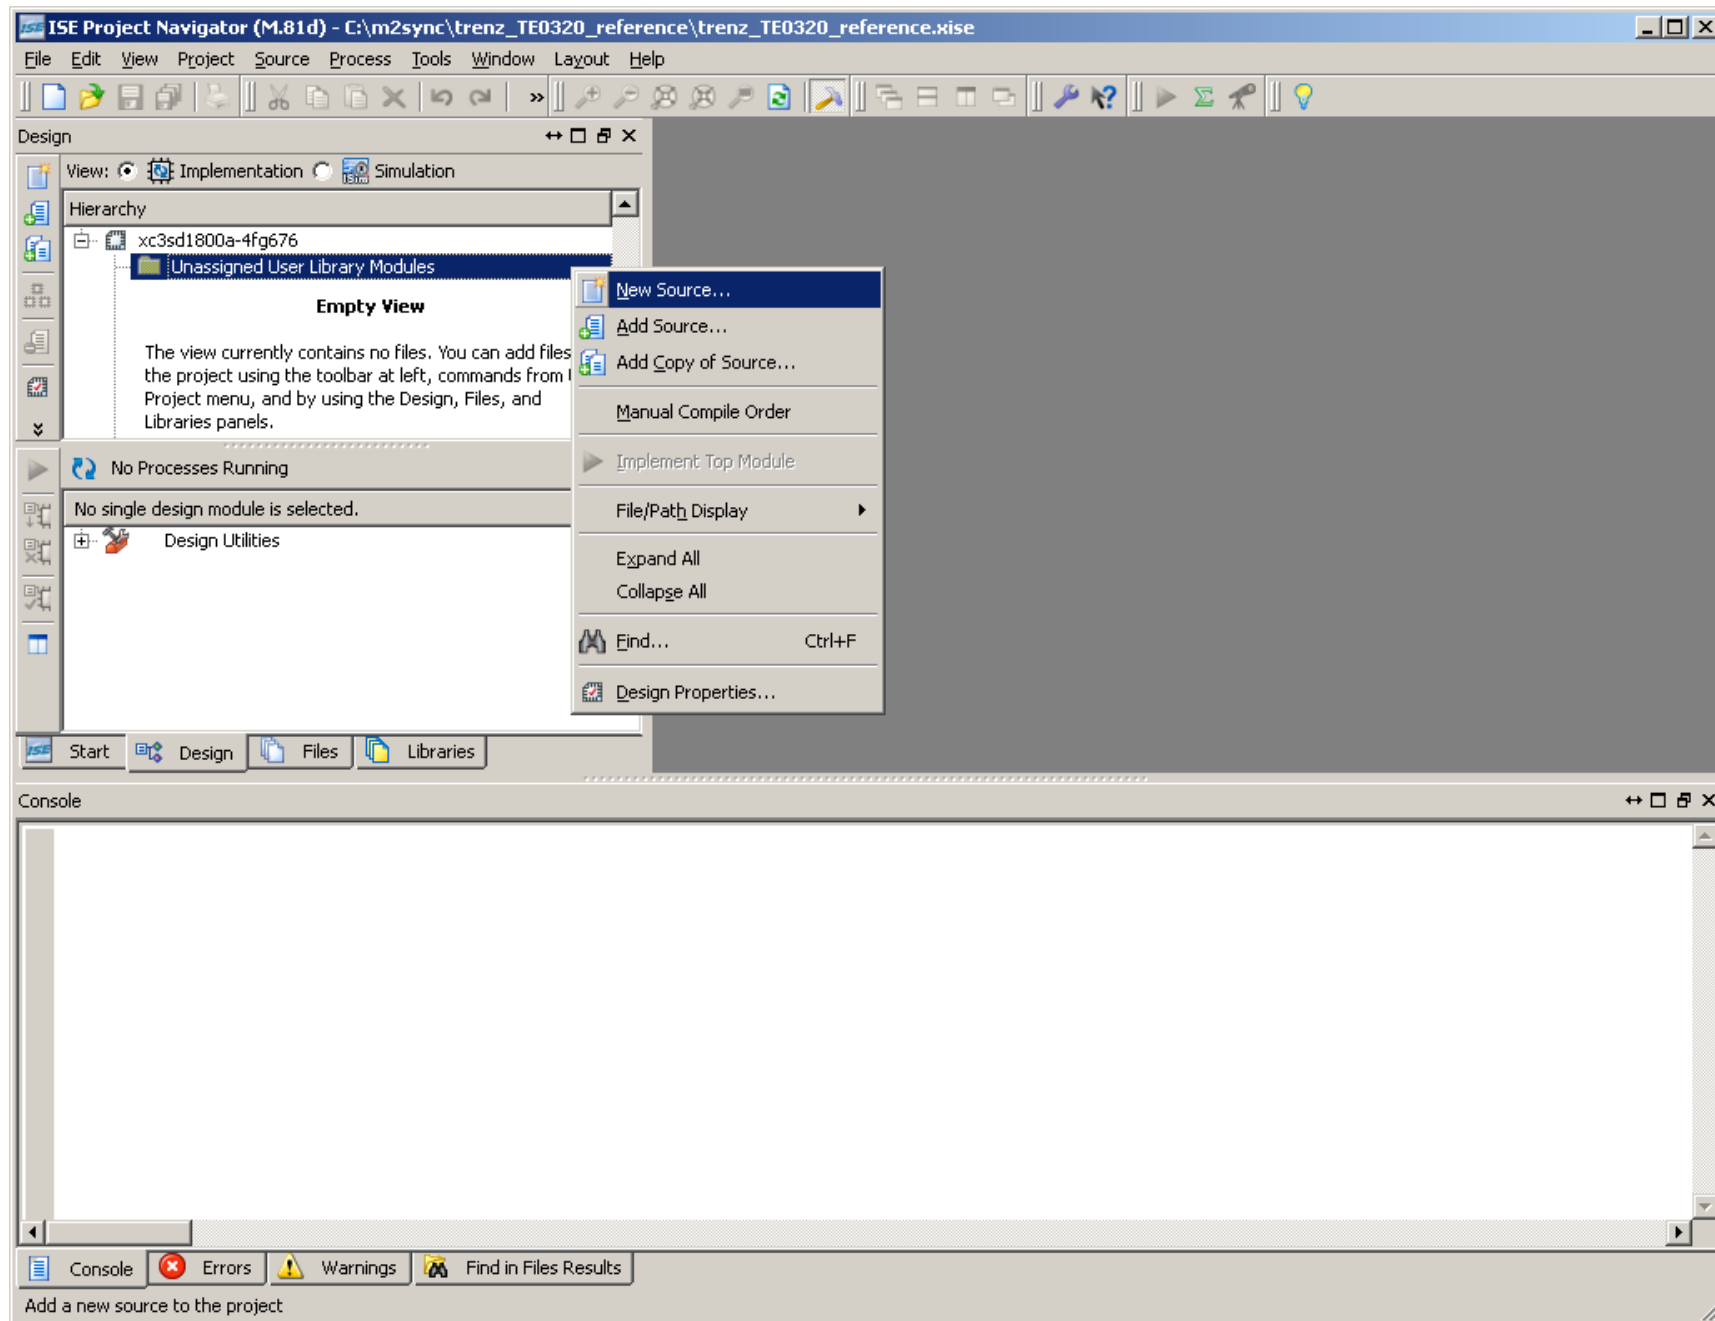 ISE Project Navigator (M.81d) - C:\m2sync\trenz_TE0320_reference\trenz_TE0320_reference.xise
File Edit View Project Source Process Tools Window Layout Help
Design
View: Implementation Simulation
Hierarchy
xc3sd1800a-4fg676
Unassigned User Library Modules
Empty View
The view currently contains no files. You can add files
the project using the toolbar at left, commands from
Project menu, and by using the Design, Files, and
Libraries panels.
New Source...
Add Source...
Add Copy of Source...
Manual Compile Order
Implement Top Module
File/Path Display
Expand All
Collapse All
Find... Ctrl+F
Design Properties...
No Processes Running
No single design module is selected.
Design Utilities
ISE Start Design Files Libraries
Console
Console Errors Warnings Find in Files Results
Add a new source to the project